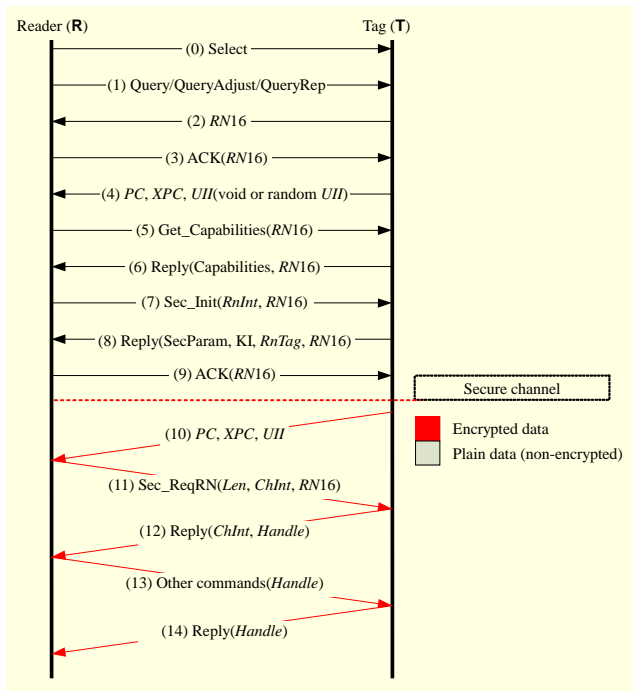 Reader (R) Tag (T)
(0) Select
(1) Query/QueryAdjust/QueryRep
(2) RN16
(3) ACK(RN16)
(4) PC, XPC, UII(void or random UII)
(5) Get_Capabilities(RN16)
(6) Reply(Capabilities, RN16)
(7) Sec_Init(RnInt, RN16)
(8) Reply(SecParam, KI, RnTag, RN16)
(9) ACK(RN16)
Secure channel
Encrypted data
Plain data (non-encrypted)
(10) PC, XPC, UII
(11) Sec_ReqRN(Len, ChInt, RN16)
(12) Reply(ChInt, Handle)
(13) Other commands(Handle)
(14) Reply(Handle)